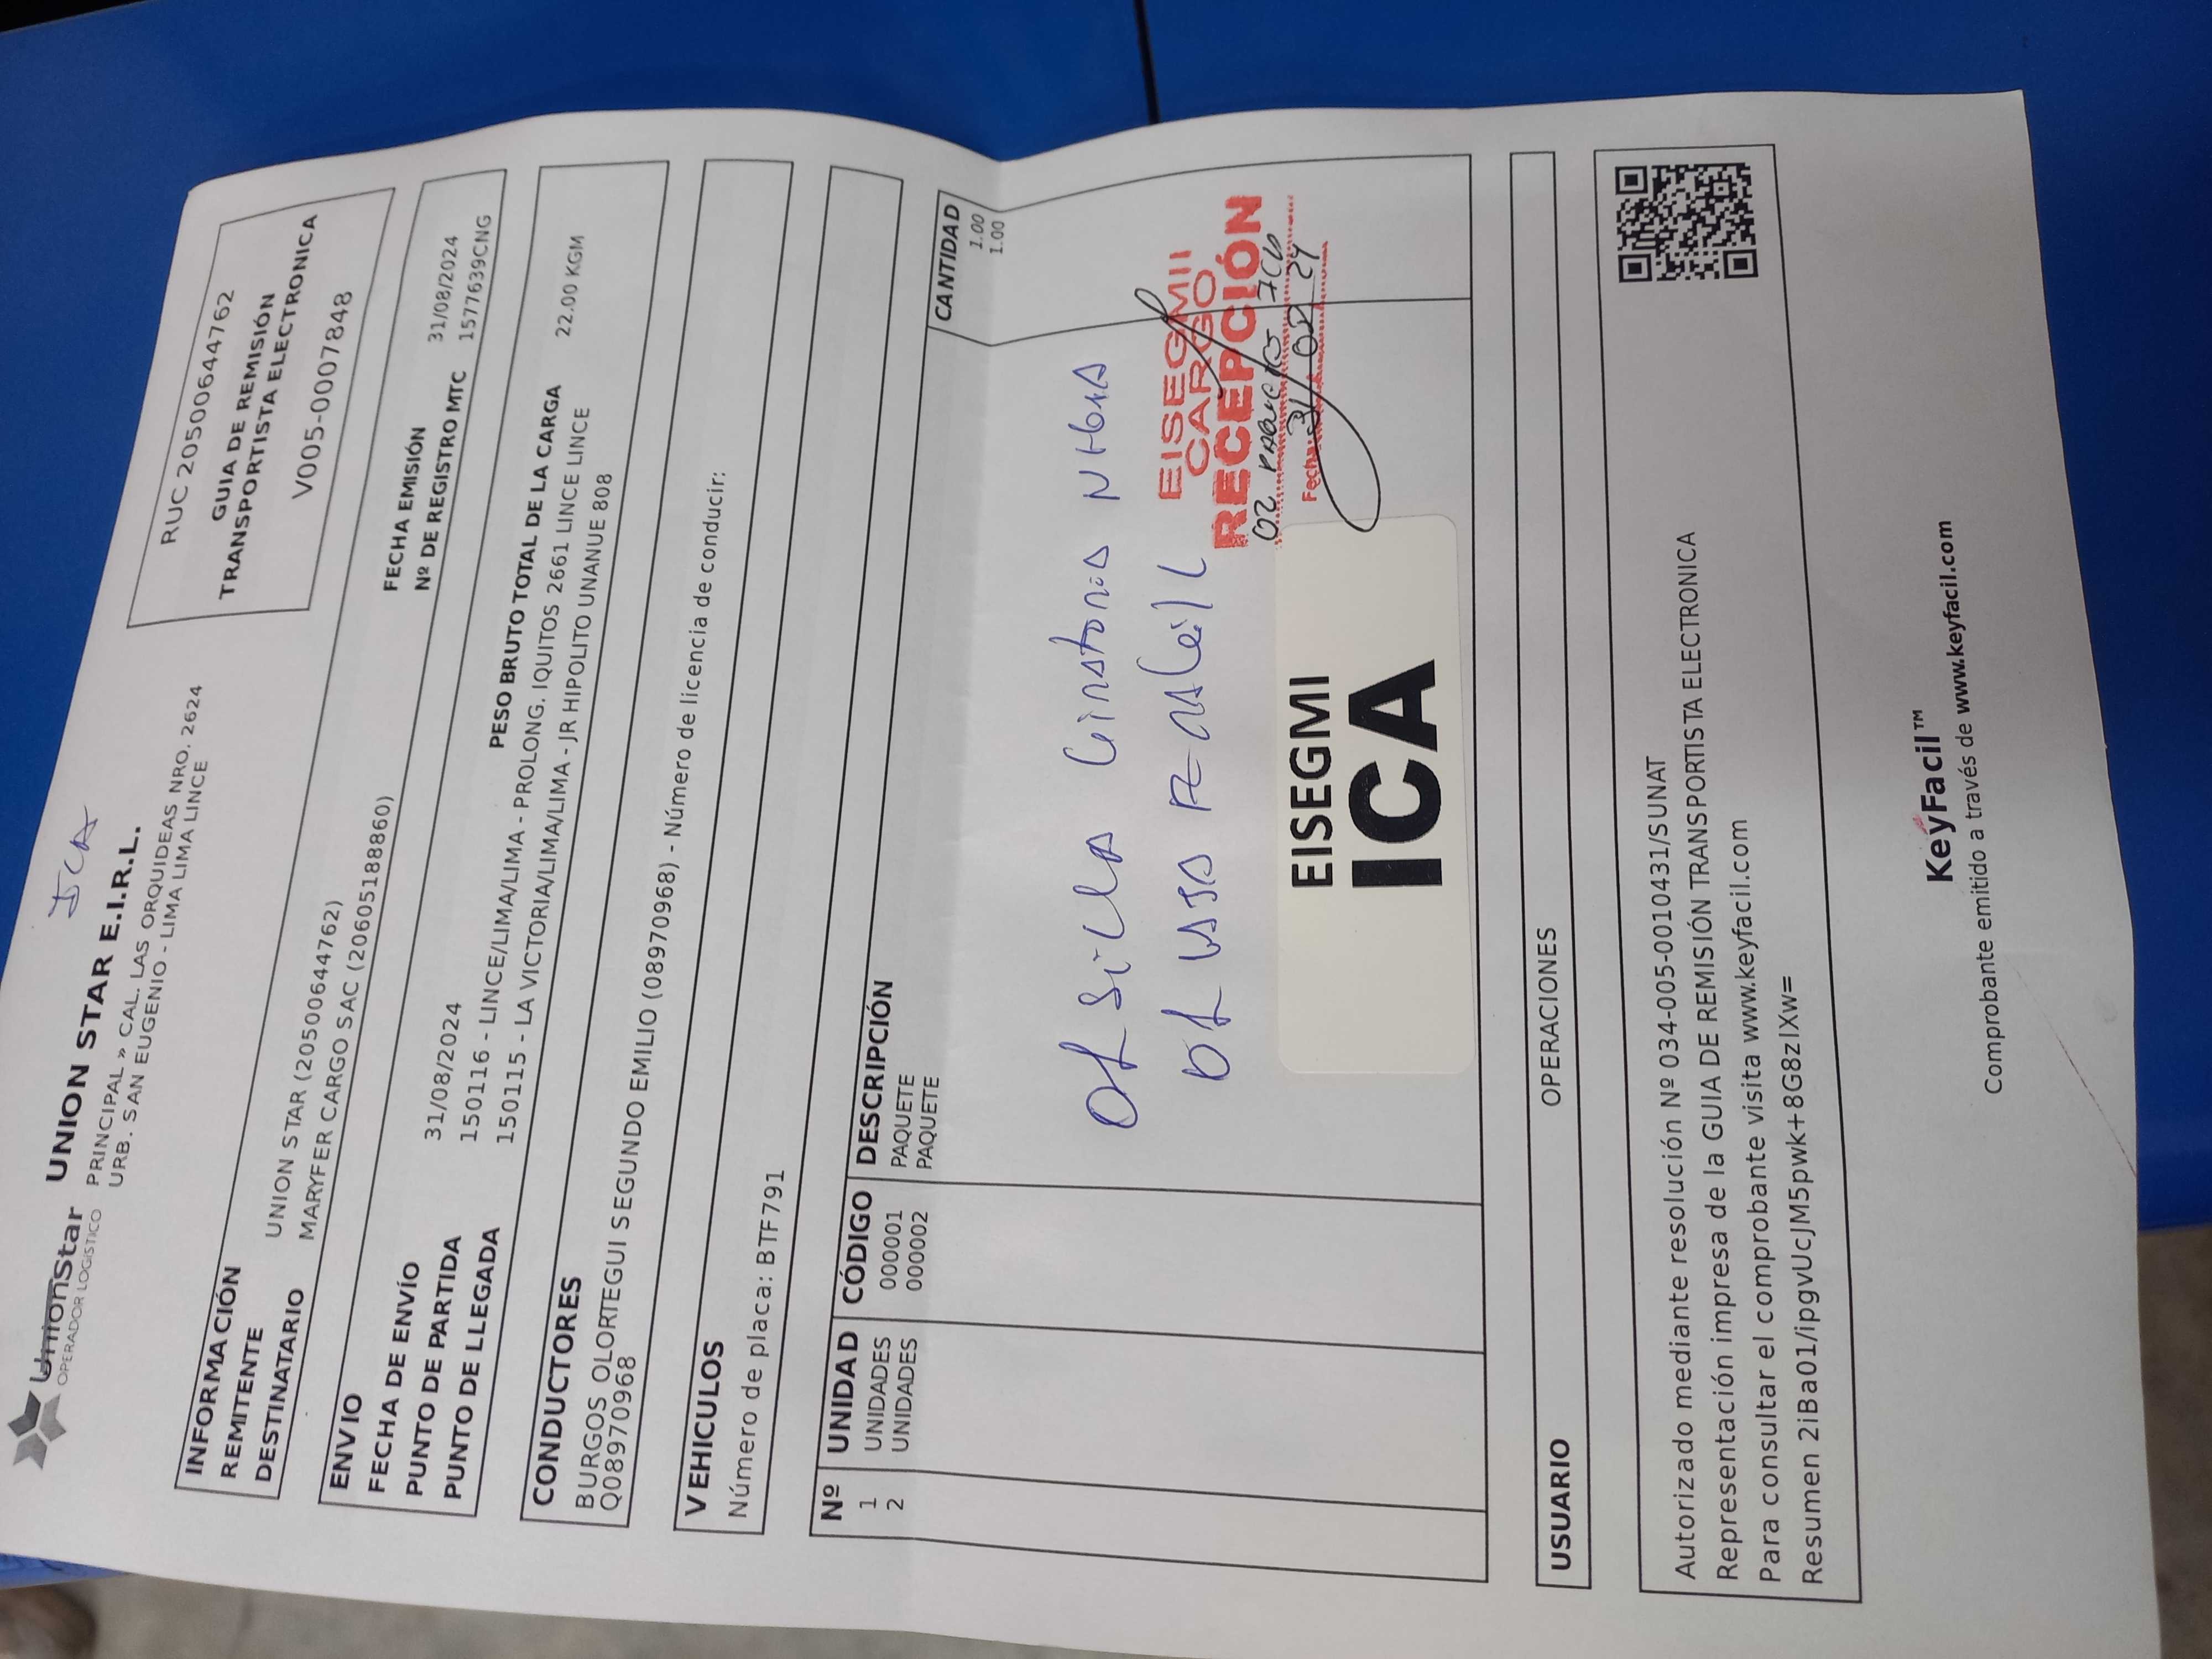 ICA
UnionStar
OPERADOR LOGÍSTICO
UNION STAR E.I.R.L.
PRINCIPAL » CAL. LAS ORQUIDEAS NRO. 2624
URB. SAN EUGENIO - LIMA LIMA LINCE
RUC 20500644762
GUIA DE REMISIÓN
TRANSPORTISTA ELECTRONICA
V005-0007848
INFORMACIÓN
REMITENTE UNION STAR (20500644762)
DESTINATARIO MARYFER CARGO SAC (20605188860)
ENVIO
FECHA EMISIÓN 31/08/2024
Nº DE REGISTRO MTC 1577639CNG
FECHA DE ENVÍO 31/08/2024
PESO BRUTO TOTAL DE LA CARGA 22.00 KGM
PUNTO DE PARTIDA 150116 - LINCE/LIMA/LIMA - PROLONG. IQUITOS 2661 LINCE LINCE
PUNTO DE LLEGADA 150115 - LA VICTORIA/LIMA/LIMA - JR HIPOLITO UNANUE 808
CONDUCTORES
BURGOS OLORTEGUI SEGUNDO EMILIO (08970968) - Número de licencia de conducir:
Q08970968
VEHICULOS
Número de placa: BTF791
Nº UNIDAD CÓDIGO DESCRIPCIÓN CANTIDAD
1 UNIDADES 000001 PAQUETE 1.00
2 UNIDADES 000002 PAQUETE 1.00
EISEGMI
CARGO
RECEPCIÓN
02
Fecha: 31/08/24
EISEGMI
ICA
USUARIO OPERACIONES
Autorizado mediante resolución Nº 034-005-0010431/SUNAT
Representación impresa de la GUIA DE REMISIÓN TRANSPORTISTA ELECTRONICA
Para consultar el comprobante visita www.keyfacil.com
Resumen 2iBa01/ipgvUcJM5pwk+8G8zlXw=
KeyFacil™
Comprobante emitido a través de www.keyfacil.com